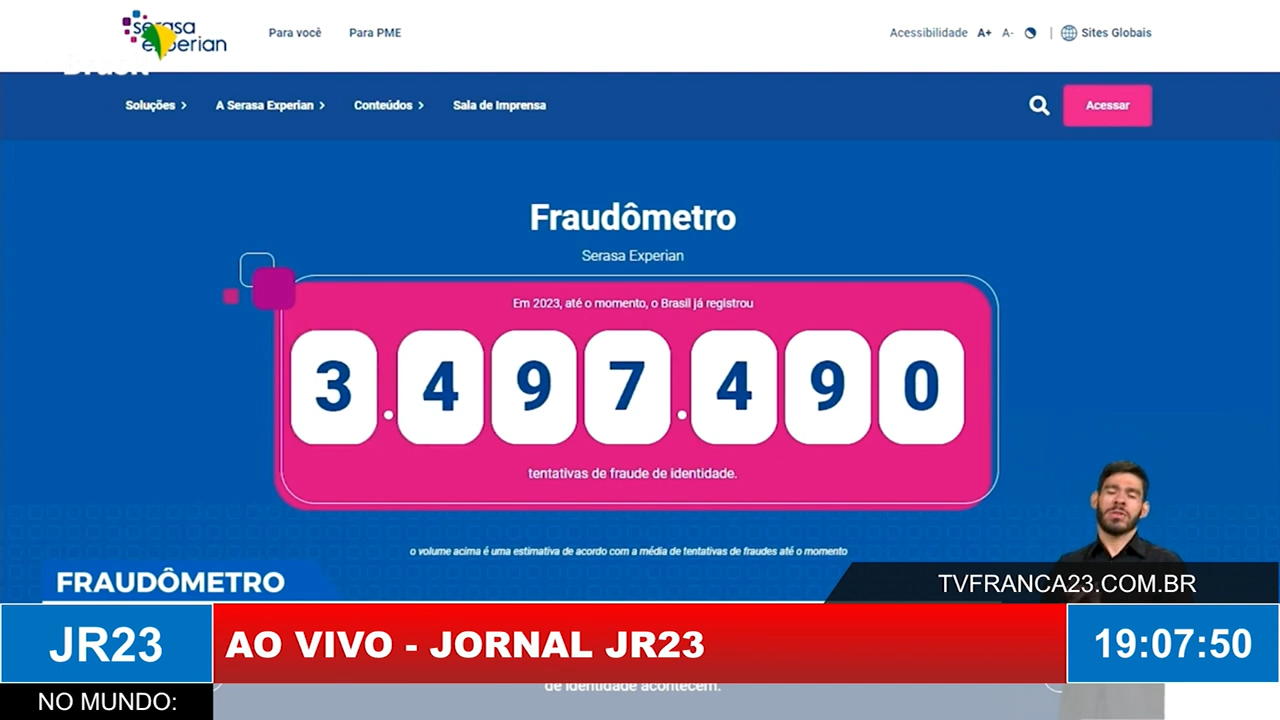 serasa experian
Para você
Para PME
Acessibilidade A+ A- | Sites Globais
Brasil
Soluções
A Serasa Experian
Conteúdos
Sala de Imprensa
Acessar
Fraudômetro
Serasa Experian
Em 2023, até o momento, o Brasil já registrou
3.497.490
tentativas de fraude de identidade.
o volume acima é uma estimativa de acordo com a média de tentativas de fraudes até o momento
FRAUDÔMETRO
TVFRANCA23.COM.BR
JR23
AO VIVO - JORNAL JR23
19:07:50
NO MUNDO:
de identidade acontecem.